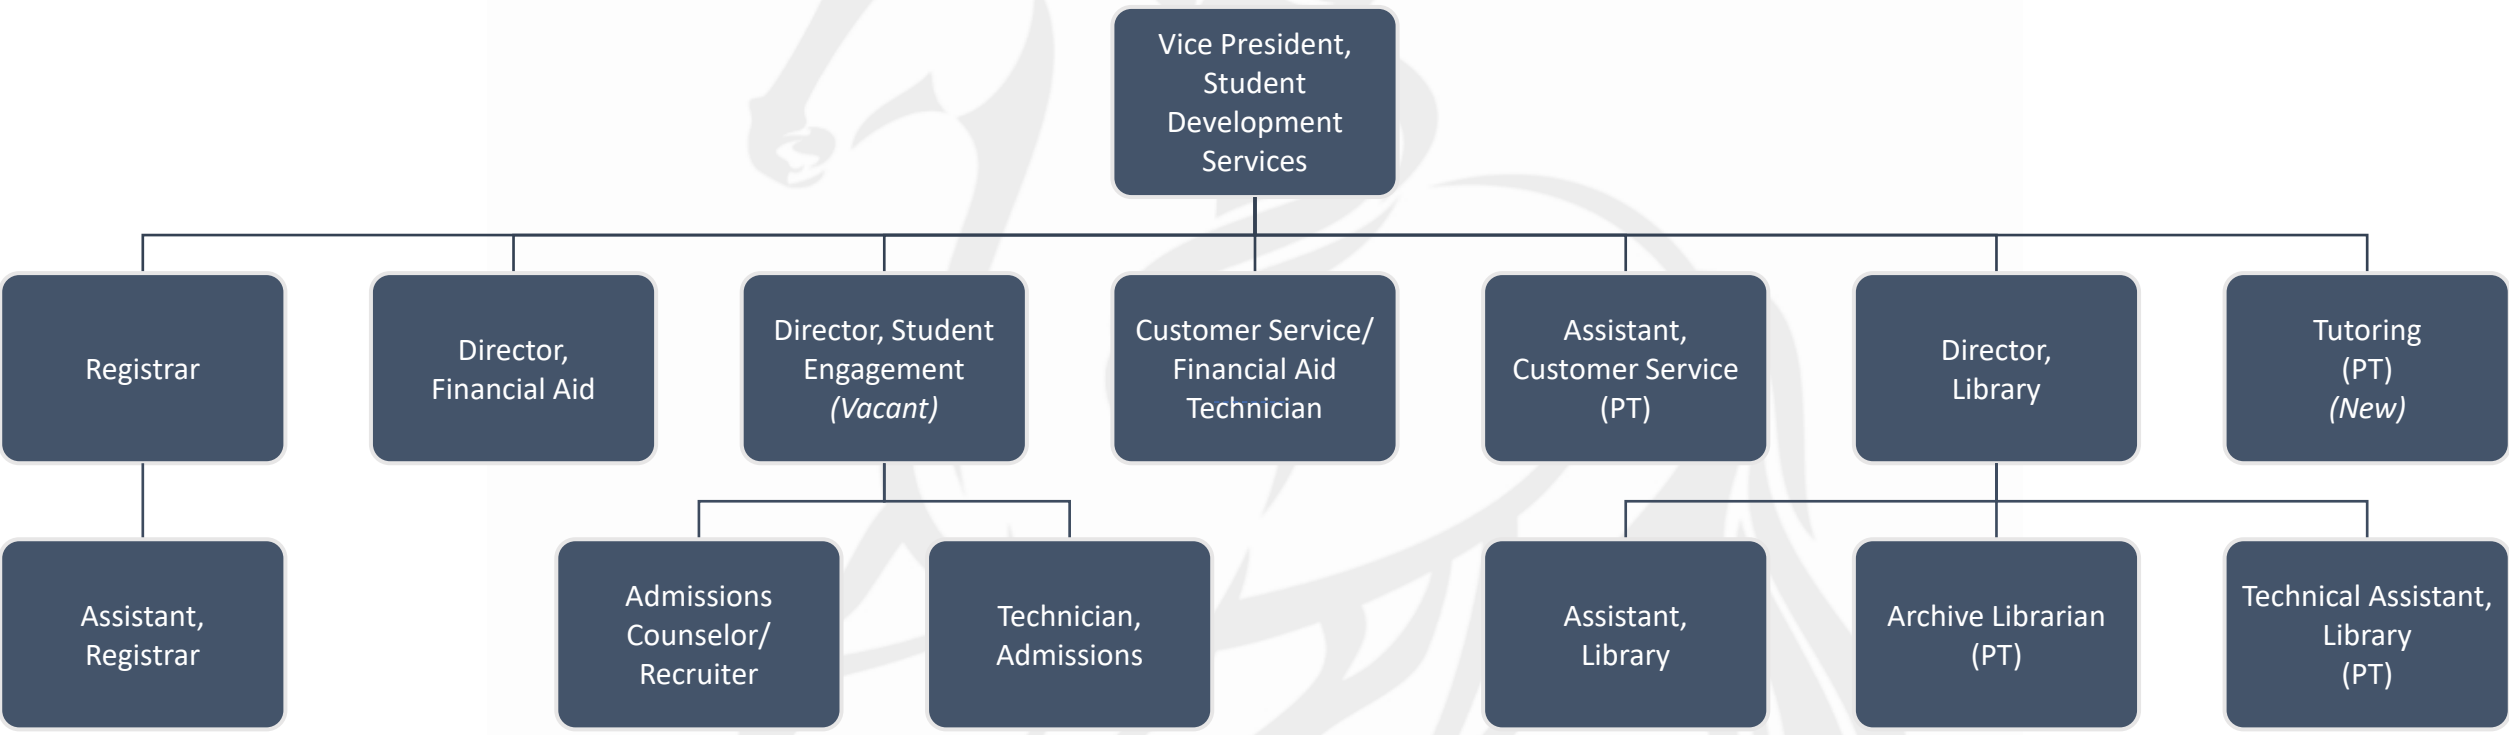 Vice President,
Student
Development
Services
Registrar
Director,
Financial Aid
Director, Student
Engagement
(Vacant)
Customer Service/
Financial Aid
Technician
Assistant,
Customer Service
(PT)
Director,
Library
Tutoring
(PT)
(New)
Assistant,
Registrar
Admissions
Counselor/
Recruiter
Technician,
Admissions
Assistant,
Library
Archive Librarian
(PT)
Technical Assistant,
Library
(PT)